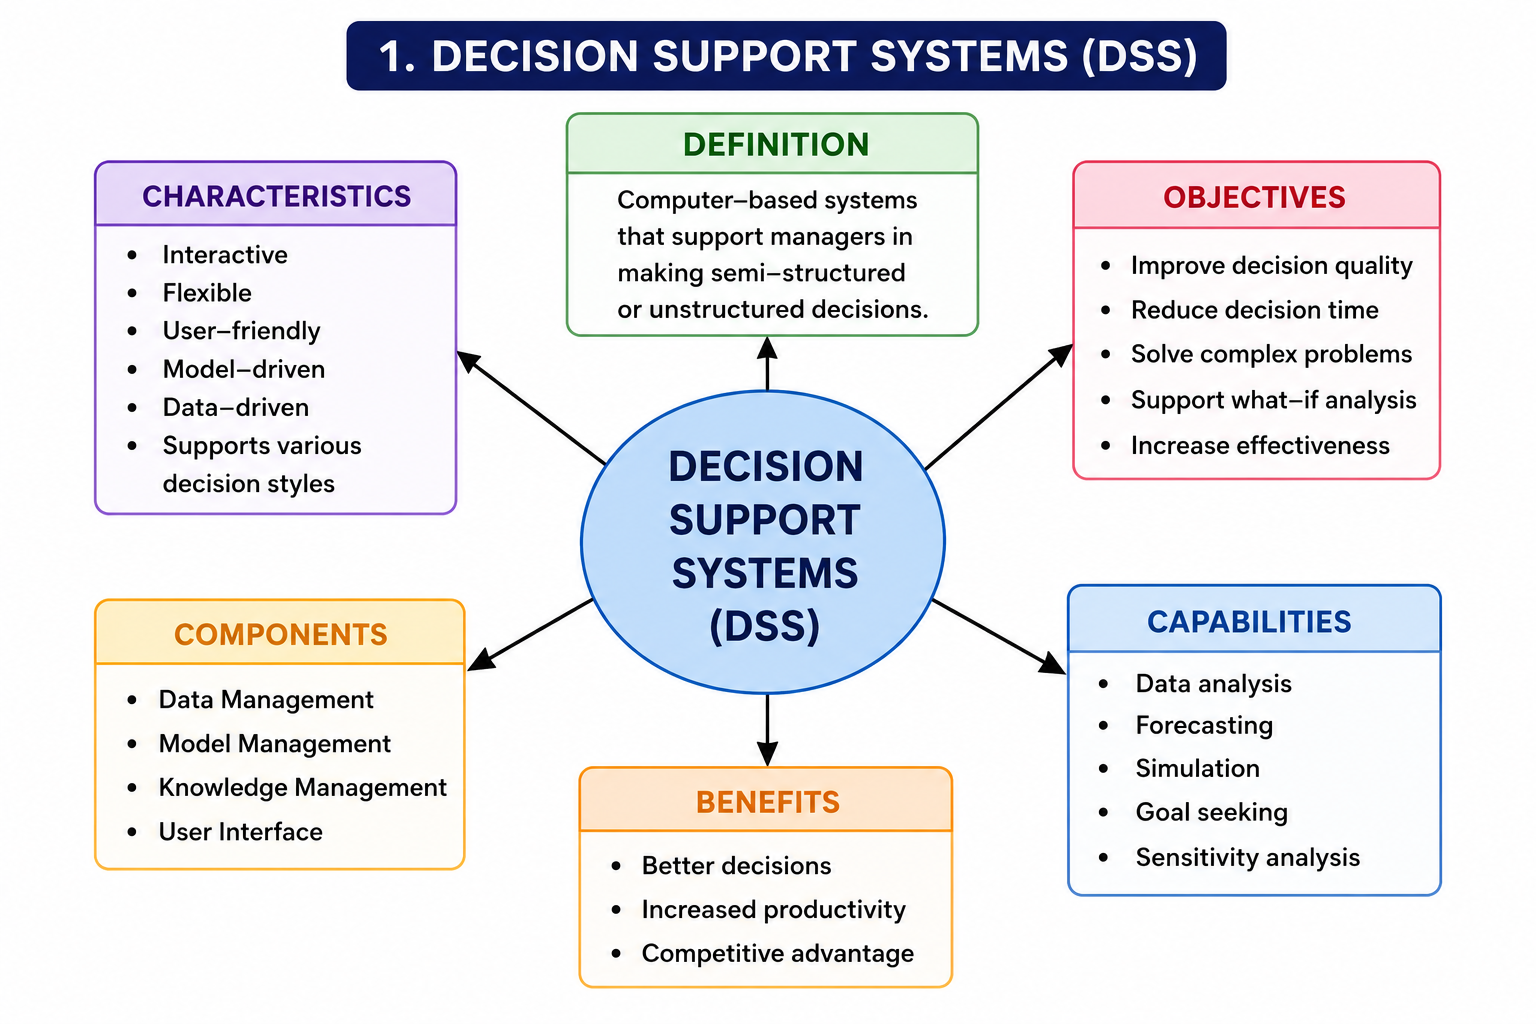 1. DECISION SUPPORT SYSTEMS (DSS)
DEFINITION
Computer–based systems
that support managers in
making semi–structured
or unstructured decisions.
CHARACTERISTICS
• Interactive
• Flexible
• User–friendly
• Model–driven
• Data–driven
• Supports various
decision styles
OBJECTIVES
• Improve decision quality
• Reduce decision time
• Solve complex problems
• Support what–if analysis
• Increase effectiveness
DECISION
SUPPORT
SYSTEMS
(DSS)
COMPONENTS
• Data Management
• Model Management
• Knowledge Management
• User Interface
CAPABILITIES
• Data analysis
• Forecasting
• Simulation
• Goal seeking
• Sensitivity analysis
BENEFITS
• Better decisions
• Increased productivity
• Competitive advantage